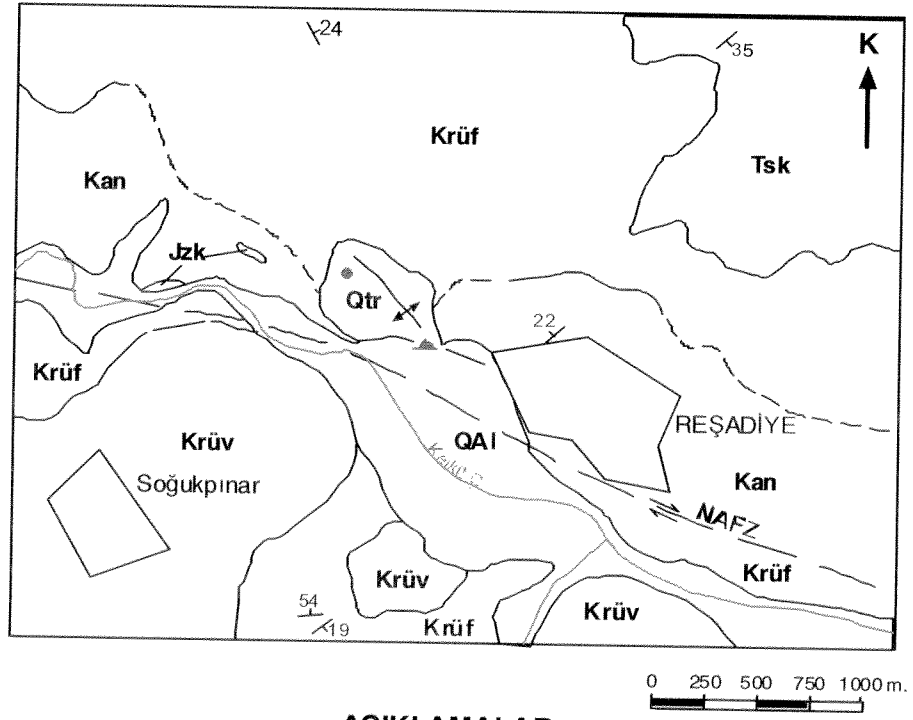 24
35
K
Krüf
Tsk
Kan
Jzk
Qtr
22
Krüf
REŞADİYE
Krüv
QAl
Soğukpınar
Kan
NAFZ
Krüf
Krüv
54
19
Krüf
Krüv
0 250 500 750 1000 m.
AÇIKLAMALAR